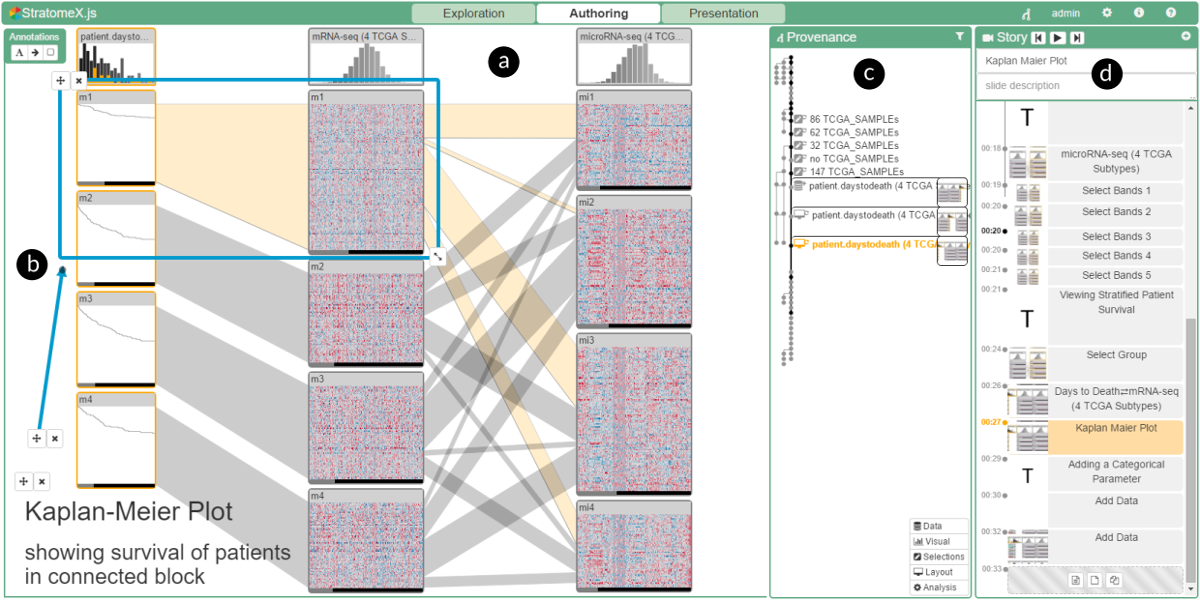 StratomeX.js
Exploration
Authoring
Presentation
admin
Annotations
A
patient.daysto...
mRNA-seq (4 TCGA S...
microRNA-seq (4 TCG...
a
m1
m2
m3
m4
m1
m2
m3
m4
mi1
mi2
mi3
mi4
b
Kaplan-Meier Plot
showing survival of patients
in connected block
Provenance
c
86 TCGA_SAMPLEs
62 TCGA_SAMPLEs
32 TCGA_SAMPLEs
no TCGA_SAMPLEs
147 TCGA_SAMPLEs
patient.daystodeath (4 TCGA
patient.daystodeath (4 TCGA
patient.daystodeath (4 TCGA
Data
Visual
Selections
Layout
Analysis
Story
Kaplan Maier Plot
d
slide description
T
00:16
microRNA-seq (4 TCGA
Subtypes)
00:19
Select Bands 1
00:20
Select Bands 2
00:20
Select Bands 3
00:20
Select Bands 4
00:21
Select Bands 5
00:21
Viewing Stratified Patient
Survival
T
00:24
Select Group
00:26
Days to Death⇄mRNA-seq
(4 TCGA Subtypes)
00:27
Kaplan Maier Plot
00:29
Adding a Categorical
Parameter
T
00:30
Add Data
00:32
Add Data
00:33